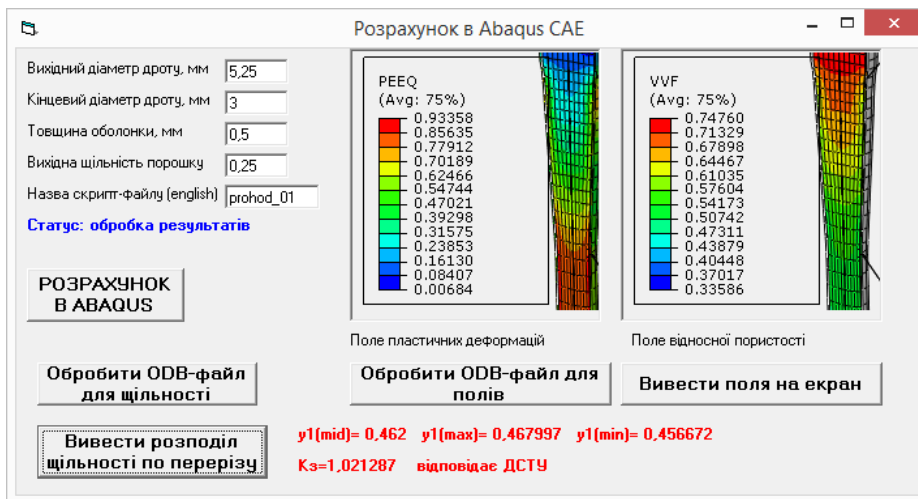 Розрахунок в Abaqus CAE
Вихідний діаметр дроту, мм 5,25
Кінцевий діаметр дроту, мм 3
Товщина оболонки, мм 0,5
Вихідна щільність порошку 0,25
Назва скрипт-файлу (english) prohod_01
Статус: обробка результатів
РОЗРАХУНОК
В ABAQUS
PEEQ
(Avg: 75%)
0.93358
0.85635
0.77912
0.70189
0.62466
0.54744
0.47021
0.39298
0.31575
0.23853
0.16130
0.08407
0.00684
VVF
(Avg: 75%)
0.74760
0.71329
0.67898
0.64467
0.61035
0.57604
0.54173
0.50742
0.47311
0.43879
0.40448
0.37017
0.33586
Поле пластичних деформацій
Поле відносної пористості
Обробити ODB-файл
для щільності
Обробити ODB-файл для
полів
Вивести поля на екран
Вивести розподіл
щільності по перерізу
y1(mid)= 0,462 y1(max)= 0,467997 y1(min)= 0,456672
Кз=1,021287 відповідає ДСТУ